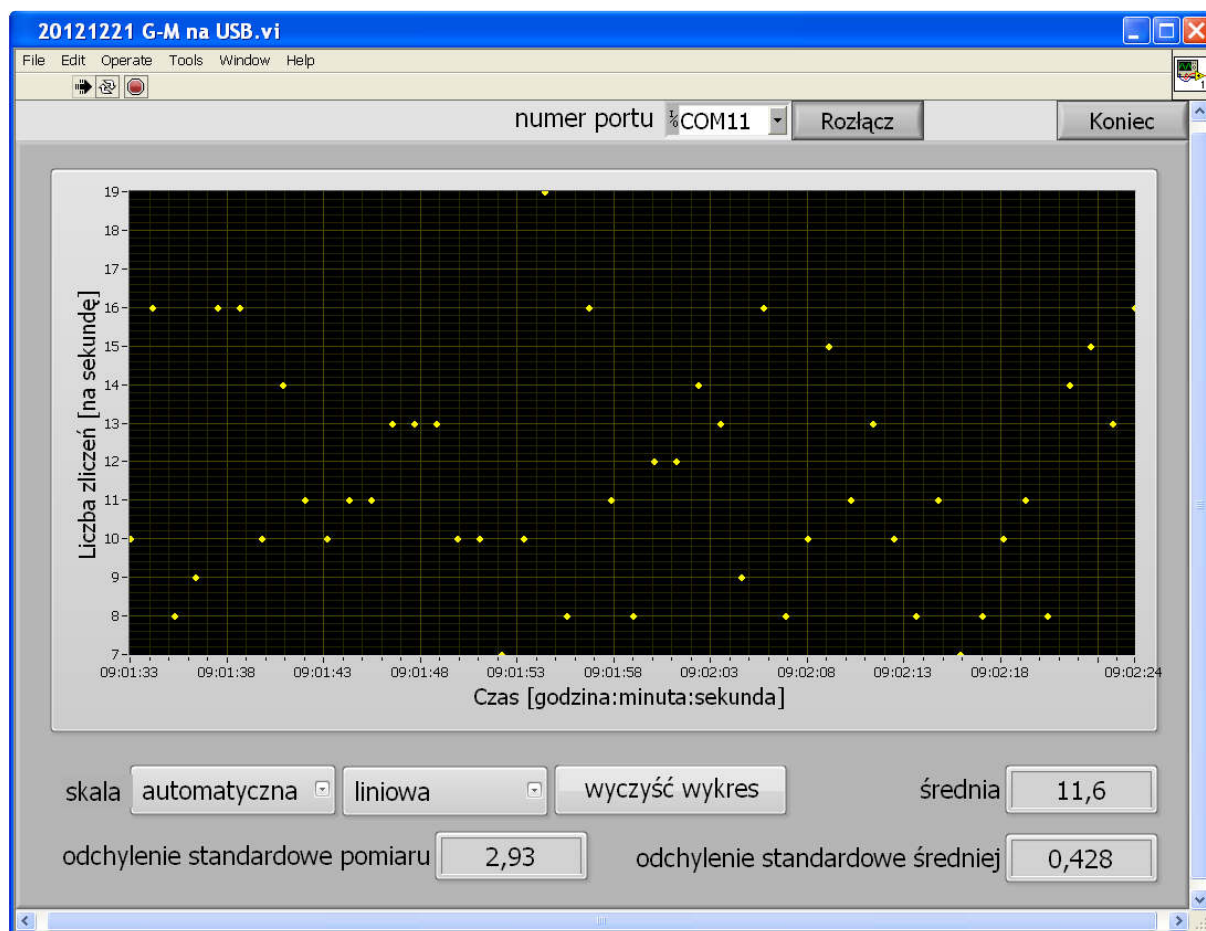 20121221 G-M na USB.vi
File Edit Operate Tools Window Help
1
numer portu COM11 Rozłącz Koniec
19
18
17
16
15
14
13
12
11
10
9
8
7
Liczba zliczeń [na sekundę]
09:01:33 09:01:38 09:01:43 09:01:48 09:01:53 09:01:58 09:02:03 09:02:08 09:02:13 09:02:18 09:02:24
Czas [godzina:minuta:sekunda]
skala automatyczna liniowa wyczyść wykres średnia 11,6
odchylenie standardowe pomiaru 2,93 odchylenie standardowe średniej 0,428